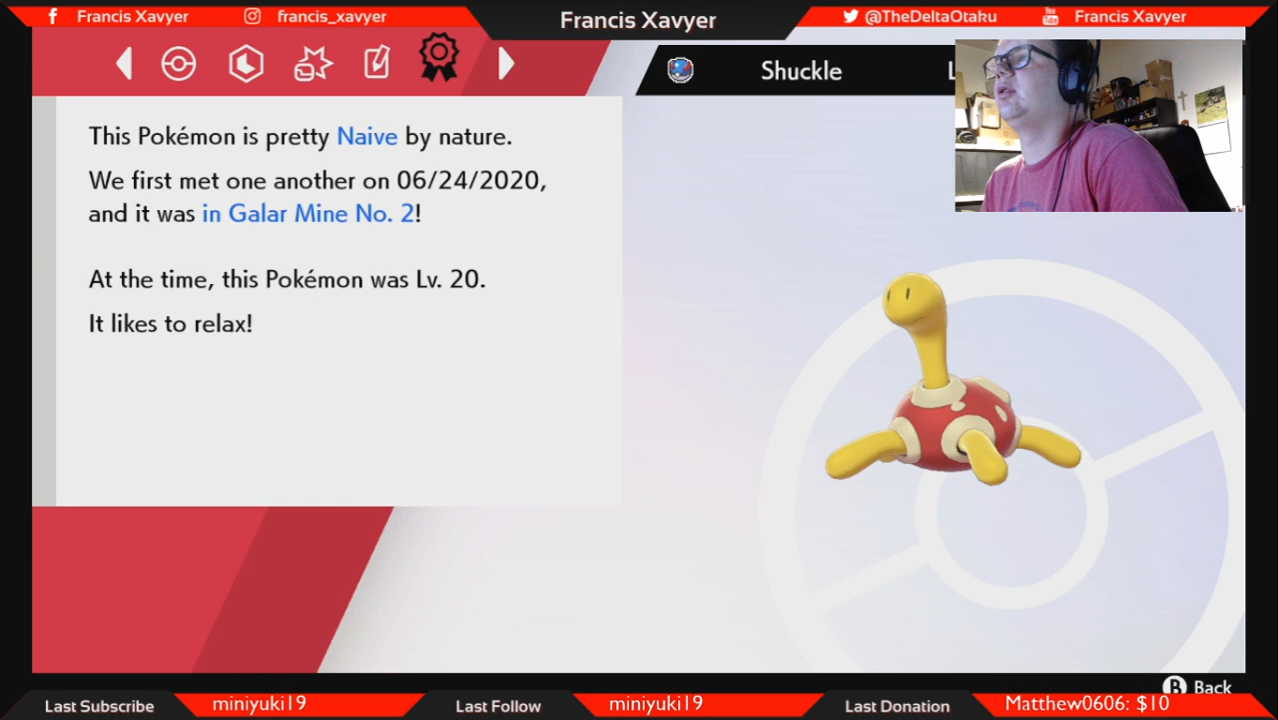 Francis Xavyer
francis_xavyer
Francis Xavyer
@TheDeltaOtaku
Francis Xavyer
Shuckle
This Pokémon is pretty Naive by nature.
We first met one another on 06/24/2020,
and it was in Galar Mine No. 2!
At the time, this Pokémon was Lv. 20.
It likes to relax!
B Back
Last Subscribe
miniyuki19
Last Follow
miniyuki19
Last Donation
Matthew0606: $10